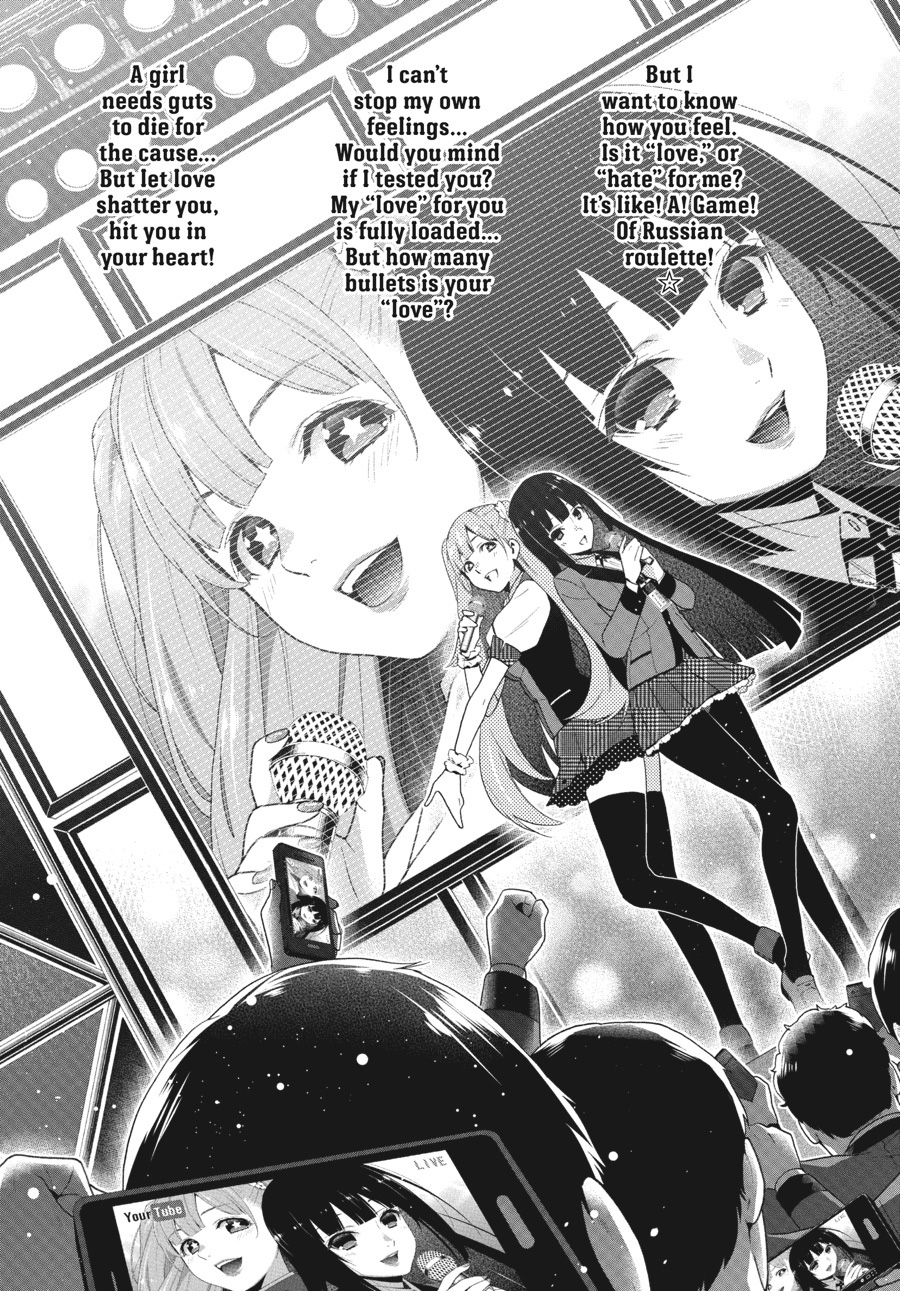 But I
want to know
how you feel.
Is it “love,” or
“hate” for me?
It’s like! A! Game!
Of Russian
roulette!
☆
I can’t
stop my own
feelings...
Would you mind
if I tested you?
My “love” for you
is fully loaded...
But how many
bullets is your
“love”?
A girl
needs guts
to die for
the cause...
But let love
shatter you,
hit you in
your heart!
LIVE
YourTube